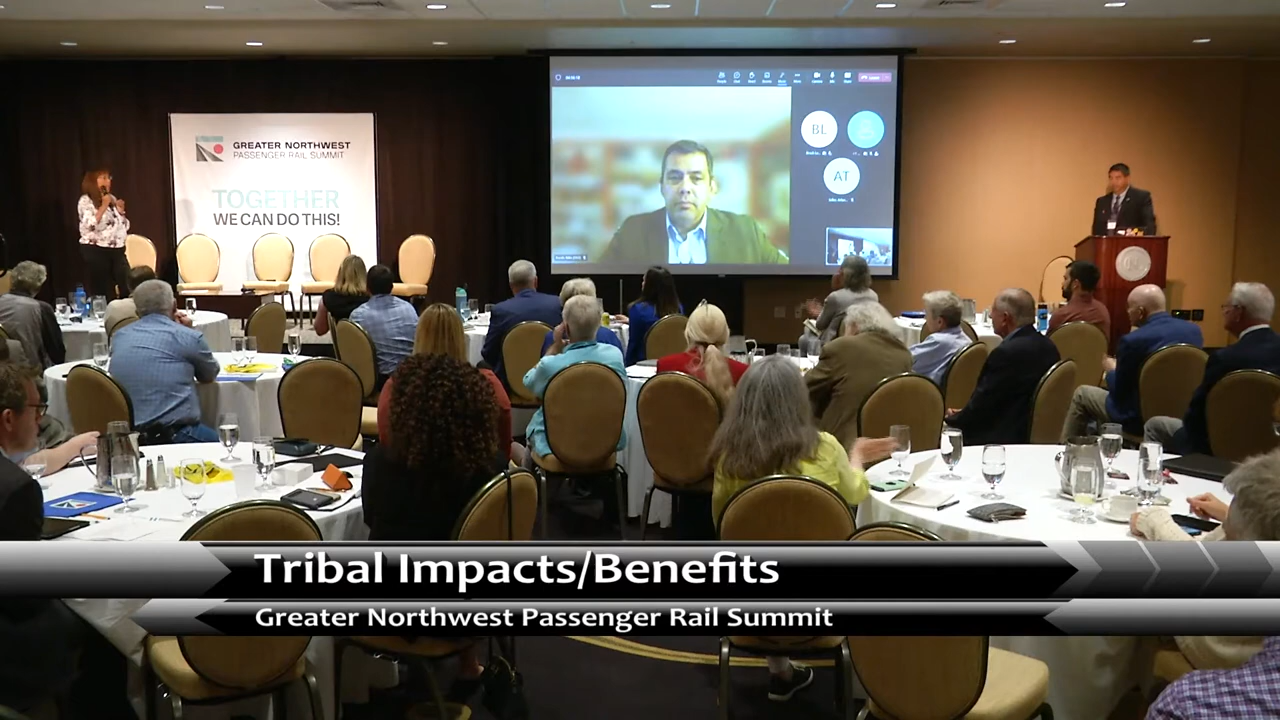 GREATER NORTHWEST
PASSENGER RAIL SUMMIT
TOGETHER
WE CAN DO THIS!
BL
AT
Tribal Impacts/Benefits
Greater Northwest Passenger Rail Summit